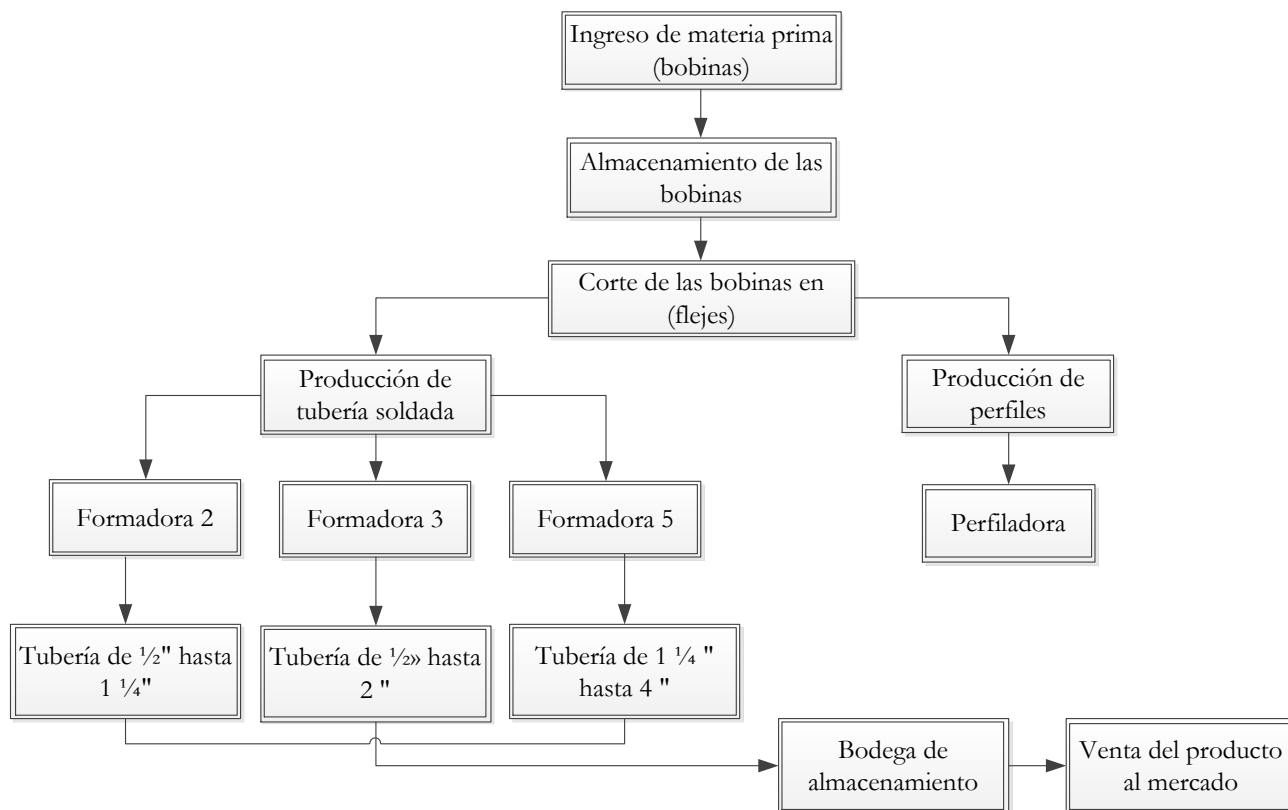 Ingreso de materia prima
(bobinas)
Almacenamiento de las
bobinas
Corte de las bobinas en
(flejes)
Producción de
tubería soldada
Producción de
perfiles
Formadora 2
Formadora 3
Formadora 5
Perfiladora
Tubería de ½" hasta
1 ¼"
Tubería de ½» hasta
2 "
Tubería de 1 ¼ "
hasta 4 "
Bodega de
almacenamiento
Venta del producto
al mercado